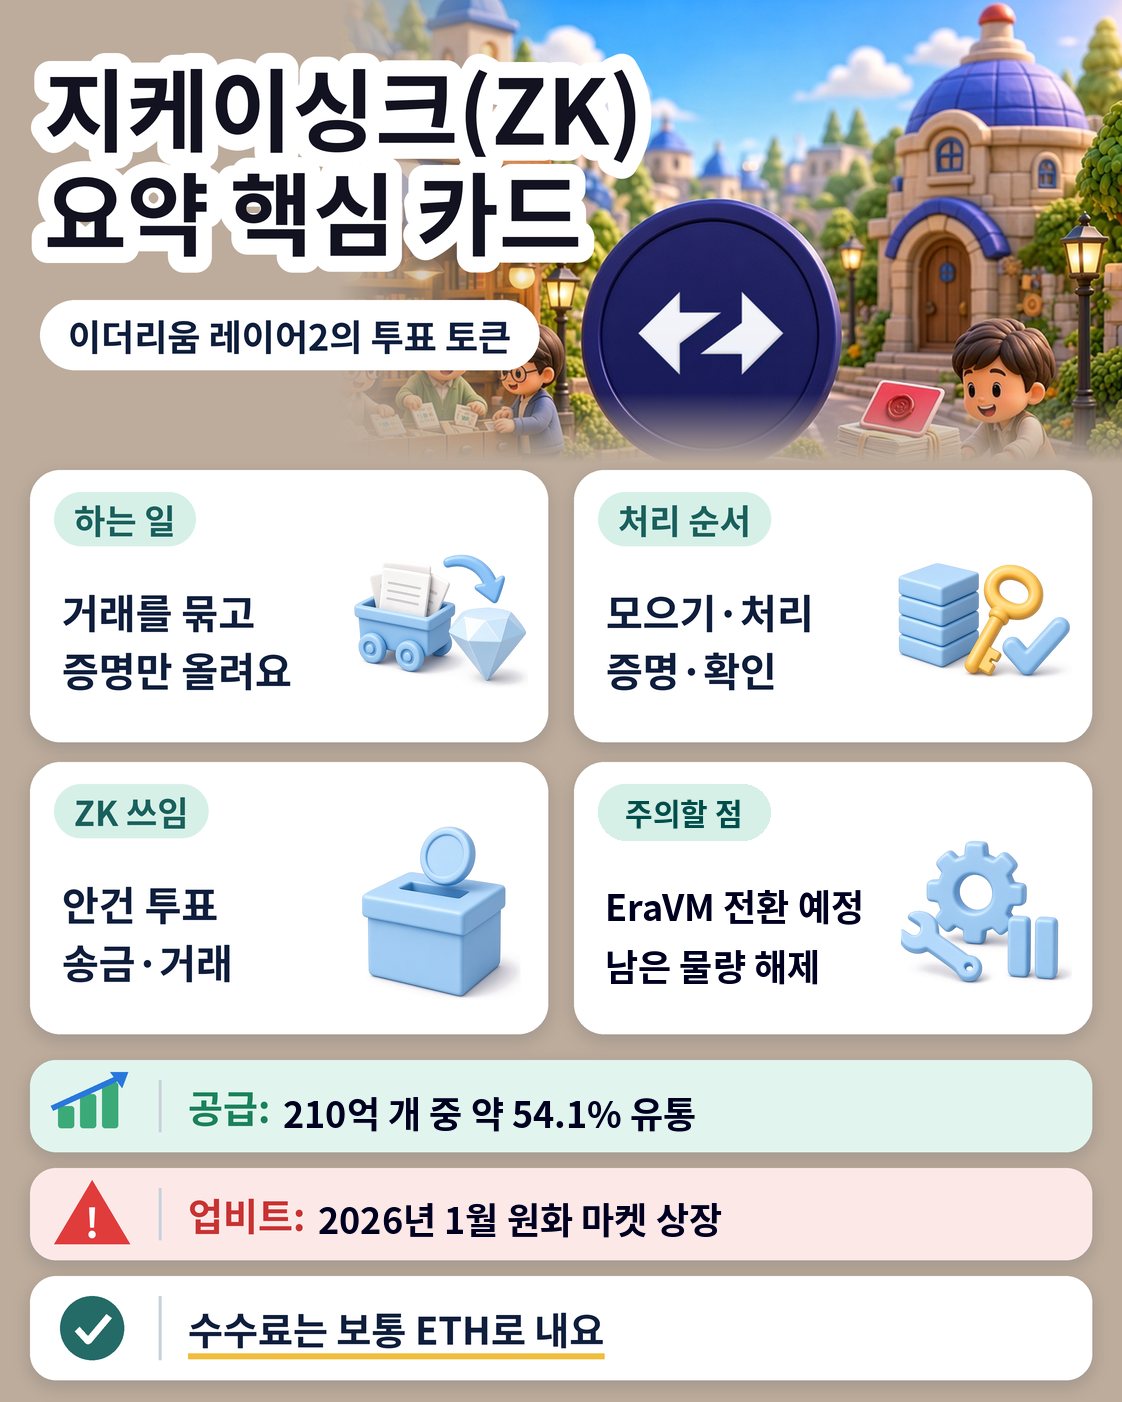 지케이싱크(ZK)
요약 핵심 카드
이더리움 레이어2의 투표 토큰
하는 일
거래를 묶고
증명만 올려요
처리 순서
모으기·처리
증명·확인
ZK 쓰임
안건 투표
송금·거래
주의할 점
EraVM 전환 예정
남은 물량 해제
공급: 210억 개 중 약 54.1% 유통
업비트: 2026년 1월 원화 마켓 상장
수수료는 보통 ETH로 내요